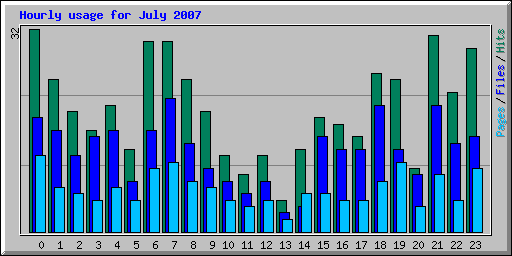 Hourly usage for July 2007
32
Pages/Files/Hits
0 1 2 3 4 5 6 7 8 9 10 11 12 13 14 15 16 17 18 19 20 21 22 23